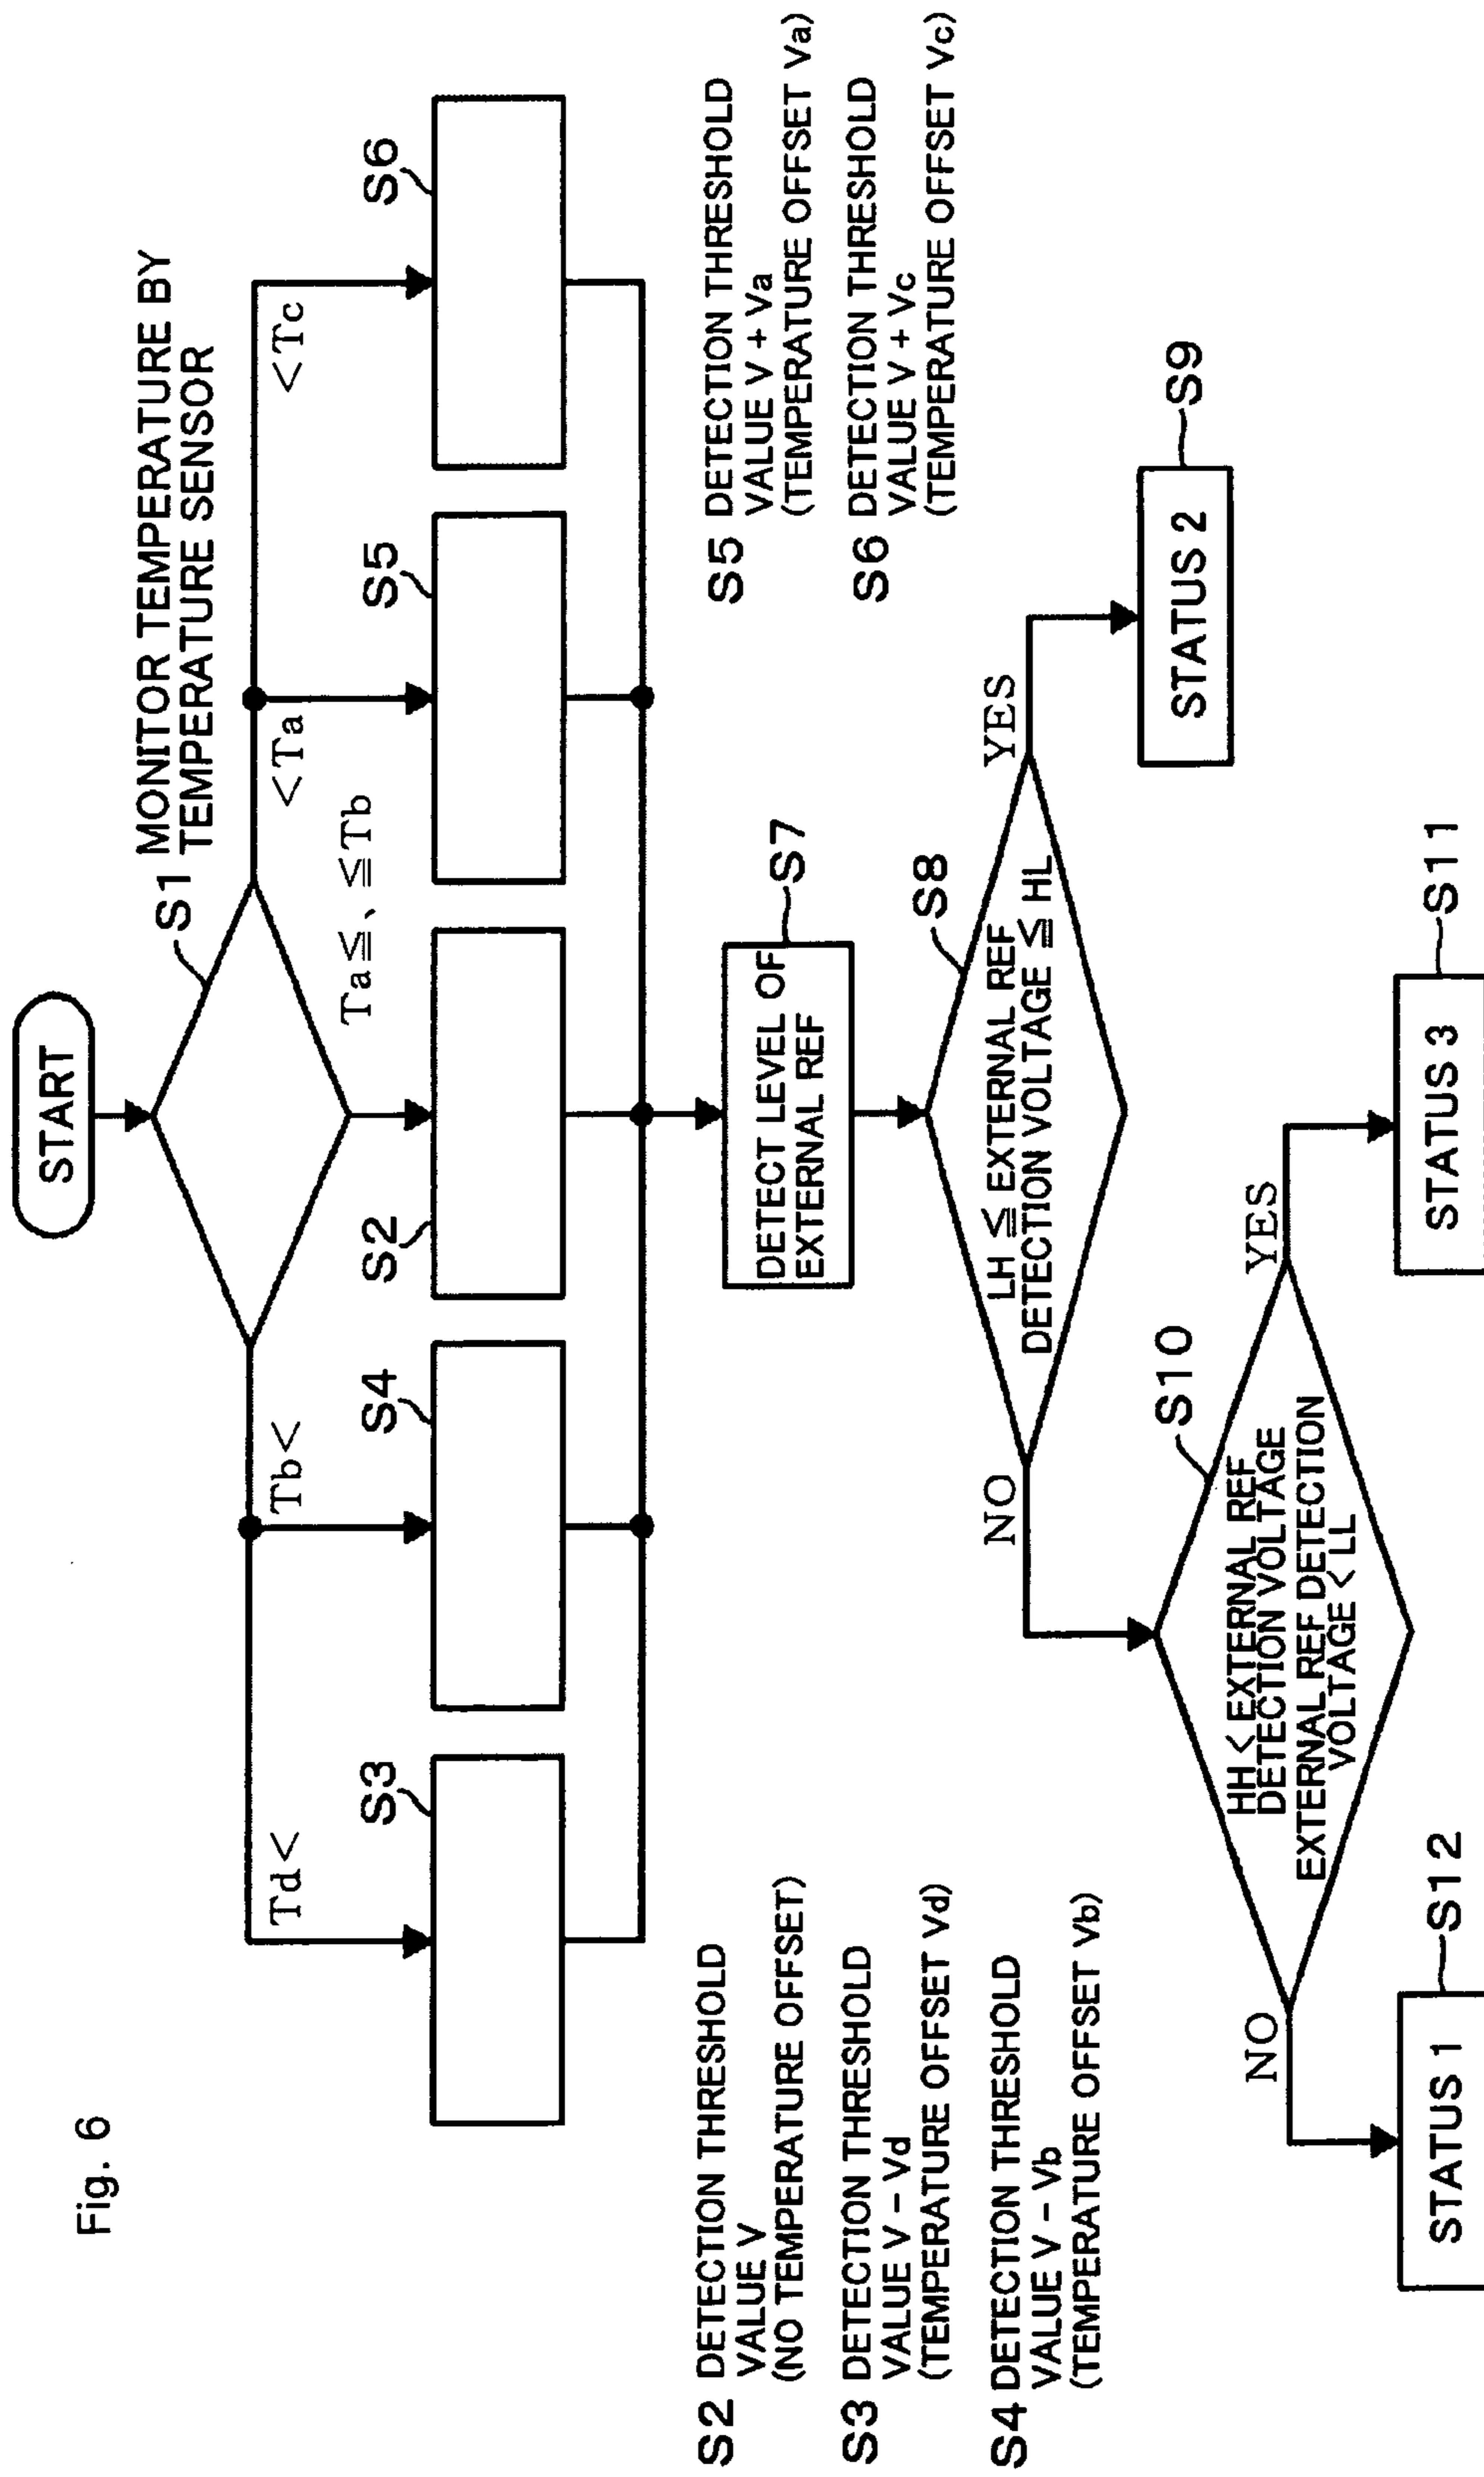 Fig. 6
START
S1
MONITOR TEMPERATURE BY
TEMPERATURE SENSOR
Td<
Tb<
Ta≦、≦Tb
<Ta
<Tc
S3
S4
S2
S5
S6
S2 DETECTION THRESHOLD
VALUE V
(NO TEMPERATURE OFFSET)
S3 DETECTION THRESHOLD
VALUE V – Vd
(TEMPERATURE OFFSET Vd)
S4 DETECTION THRESHOLD
VALUE V – Vb
(TEMPERATURE OFFSET Vb)
S5 DETECTION THRESHOLD
VALUE V + Va
(TEMPERATURE OFFSET Va)
S6 DETECTION THRESHOLD
VALUE V + Vc
(TEMPERATURE OFFSET Vc)
DETECT LEVEL OF
EXTERNAL REF
S7
S8
LH ≦ EXTERNAL REF
DETECTION VOLTAGE ≦ HL
NO
YES
STATUS 2
S9
S10
HH < EXTERNAL REF
DETECTION VOLTAGE
EXTERNAL REF DETECTION
VOLTAGE < LL
NO
YES
STATUS 1
S12
STATUS 3
S11